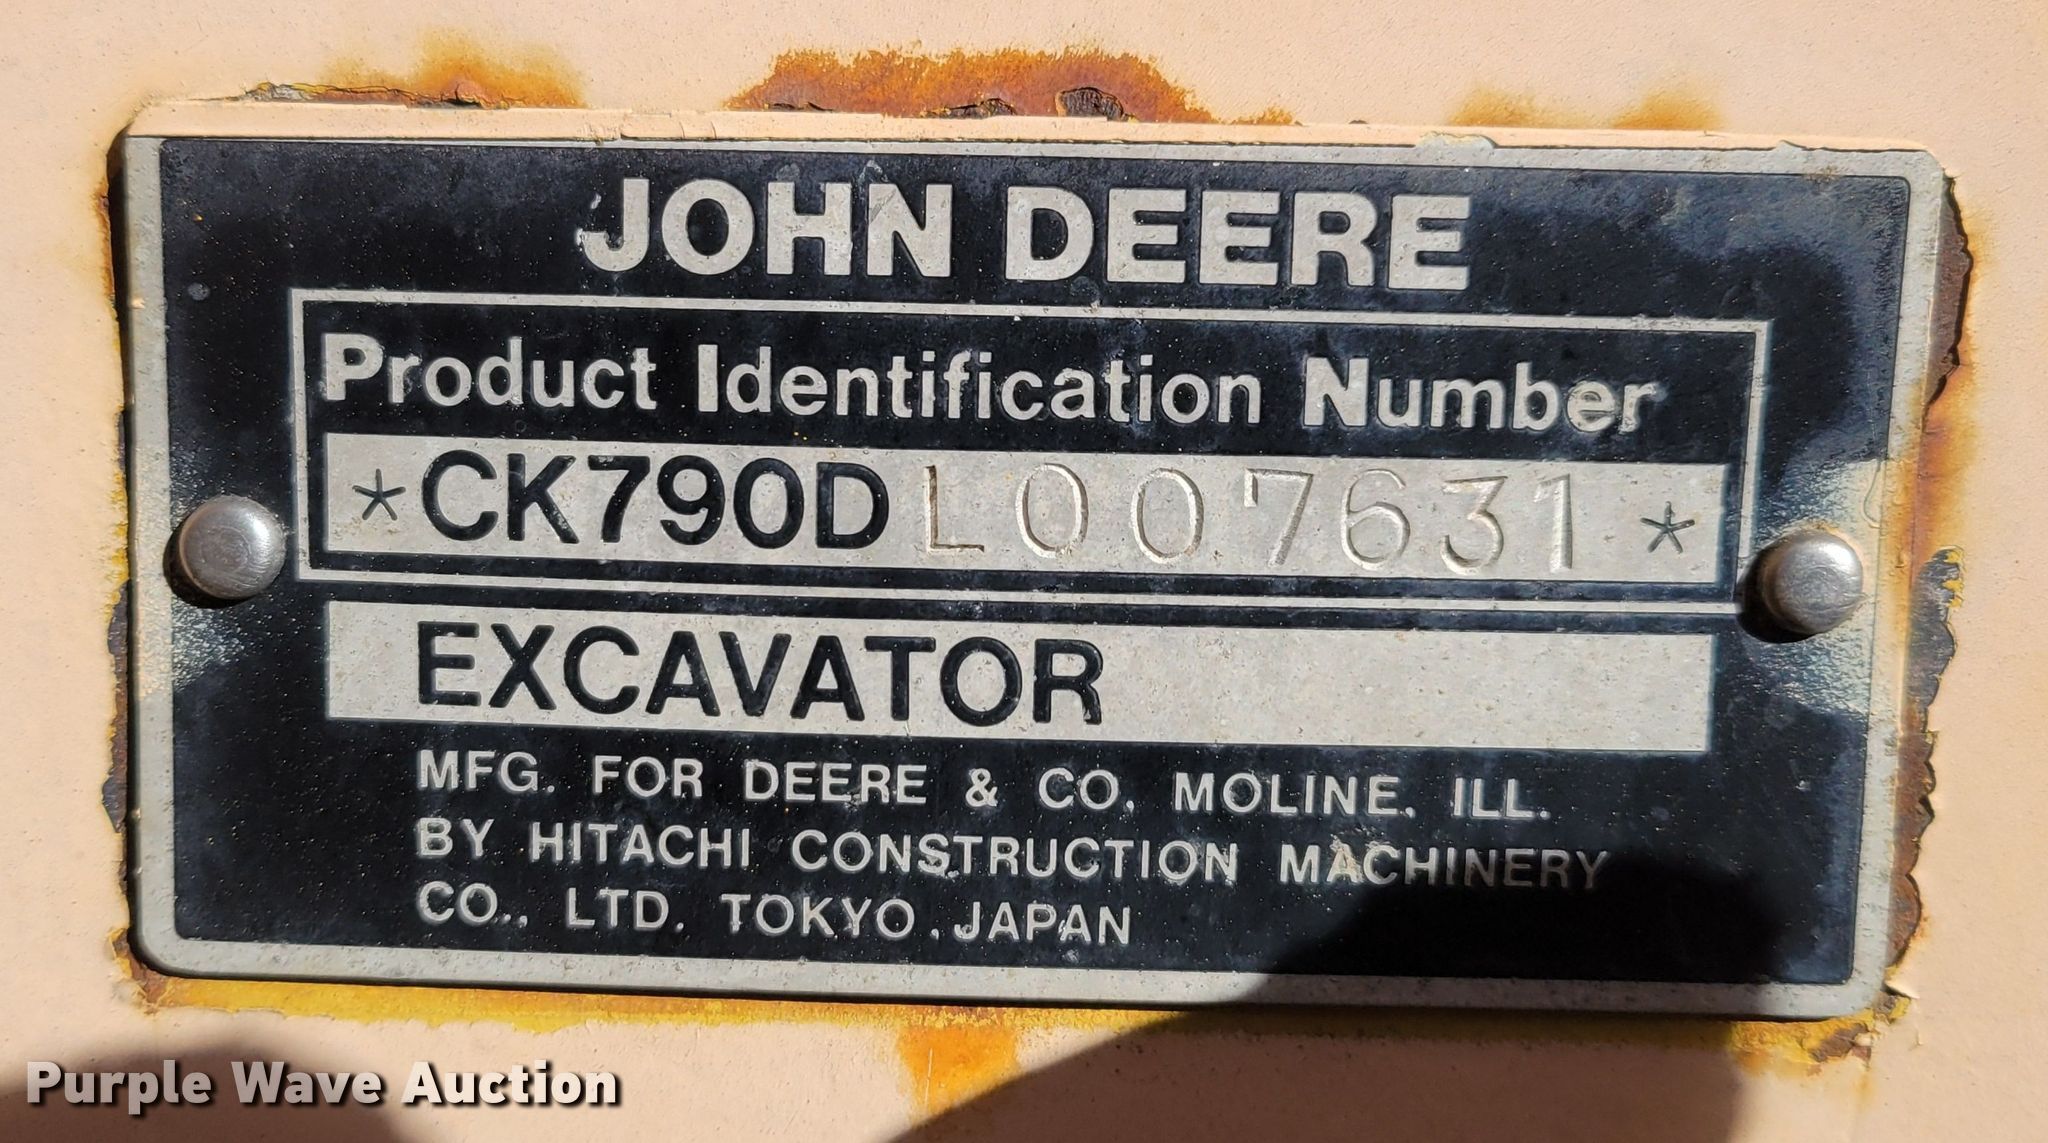 JOHN DEERE
Product Identification Number
*CK790DL007631*
EXCAVATOR
MFG. FOR DEERE & CO. MOLINE. ILL.
BY HITACHI CONSTRUCTION MACHINERY
CO., LTD. TOKYO, JAPAN
Purple Wave Auction